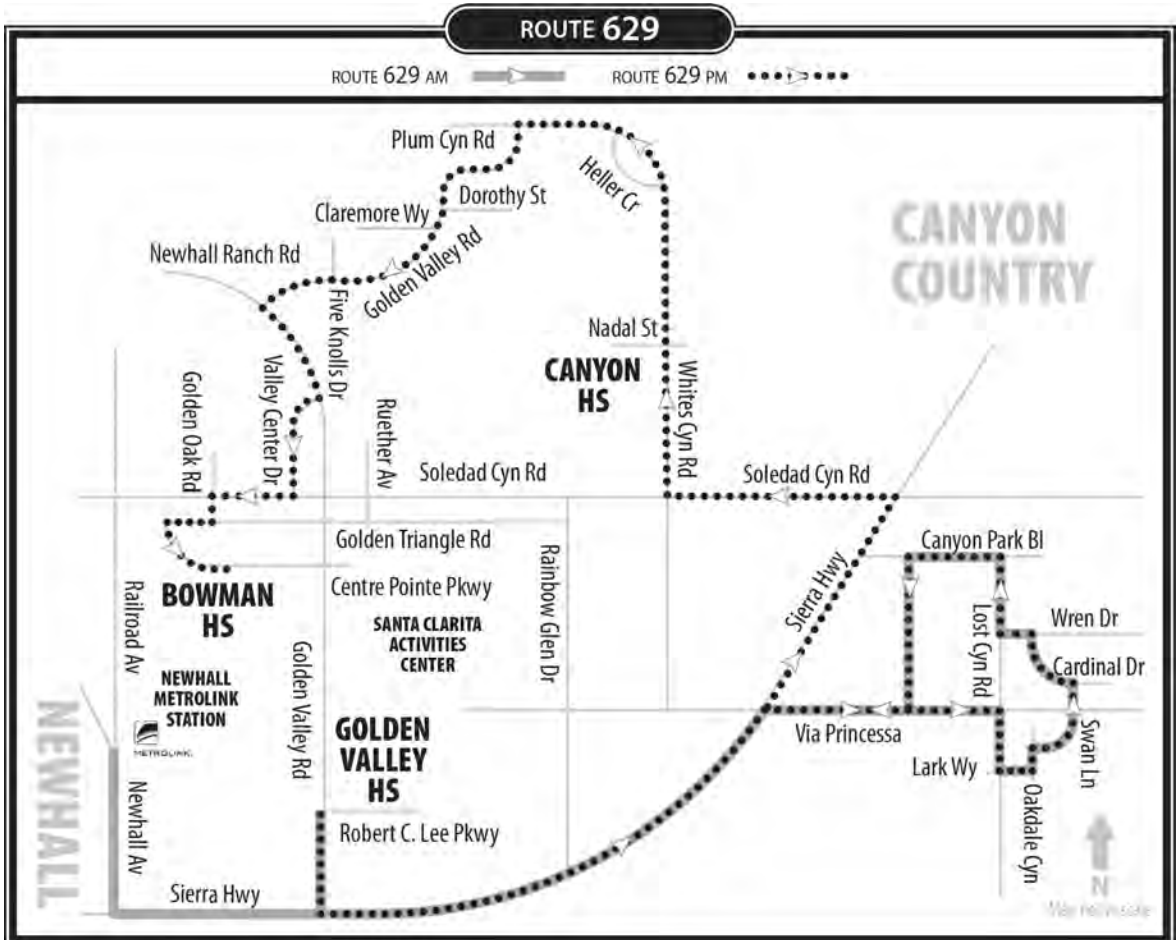 ROUTE 629
ROUTE 629 AM
ROUTE 629 PM
Plum Cyn Rd
Heller Cr
Dorothy St
Claremore Wy
CANYON
COUNTRY
Newhall Ranch Rd
Golden Valley Rd
Five Knolls Dr
Nadal St
CANYON
HS
Whites Cyn Rd
Golden Oak Rd
Valley Center Dr
Ruether Av
Soledad Cyn Rd
Soledad Cyn Rd
Golden Triangle Rd
Canyon Park Bl
Centre Pointe Pkwy
Rainbow Glen Dr
Sierra Hwy
BOWMAN
HS
Railroad Av
SANTA CLARITA
ACTIVITIES
CENTER
Lost Cyn Rd
Wren Dr
Cardinal Dr
Golden Valley Rd
NEWHALL
METROLINK
STATION
METROLINK
NEWHALL
GOLDEN
VALLEY
HS
Via Princessa
Swan Ln
Lark Wy
Oakdale Cyn
Newhall Av
Robert C. Lee Pkwy
Sierra Hwy
N
Map not to scale